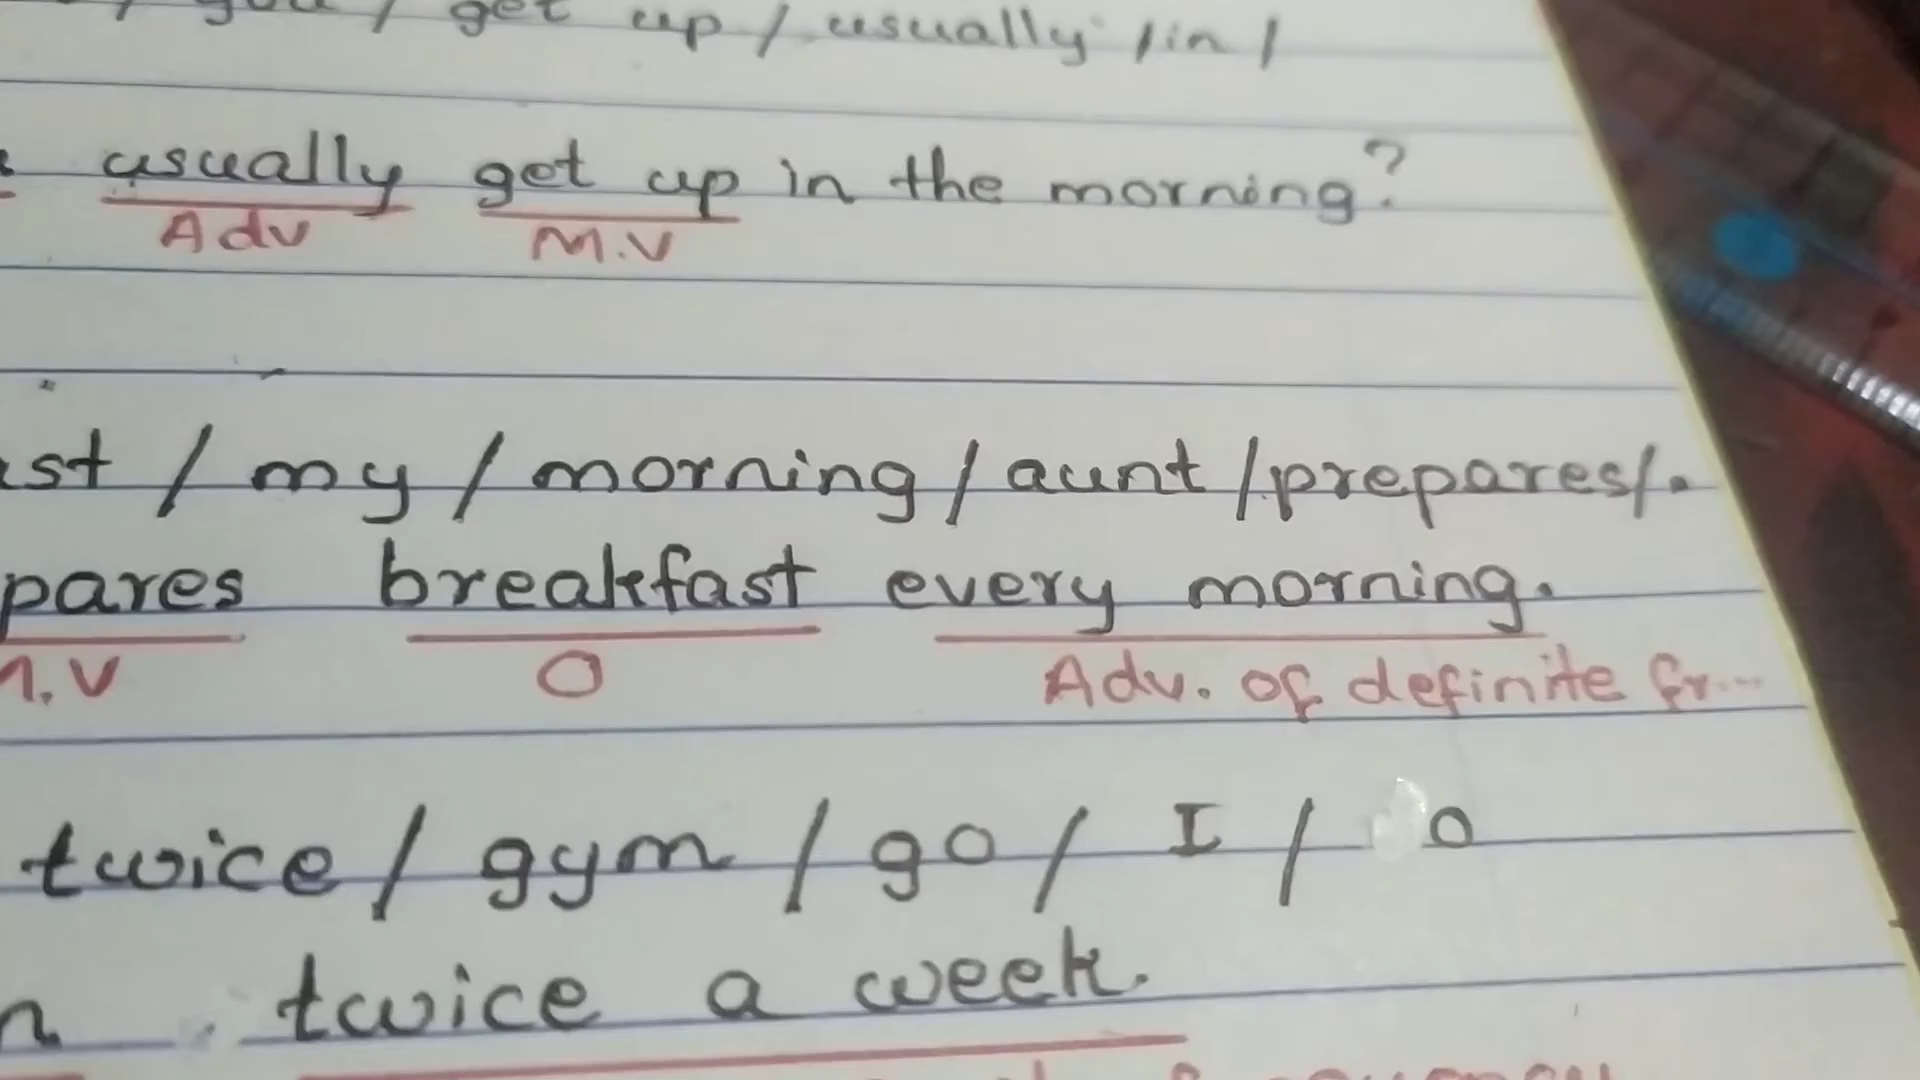 / you / get up / usually / in /
usually get up in the morning?
Adv M.V
st / my / morning / aunt / prepares/.
pares breakfast every morning.
M.V O Adv. of definite fr...
twice / gym / go / I /
twice a week.